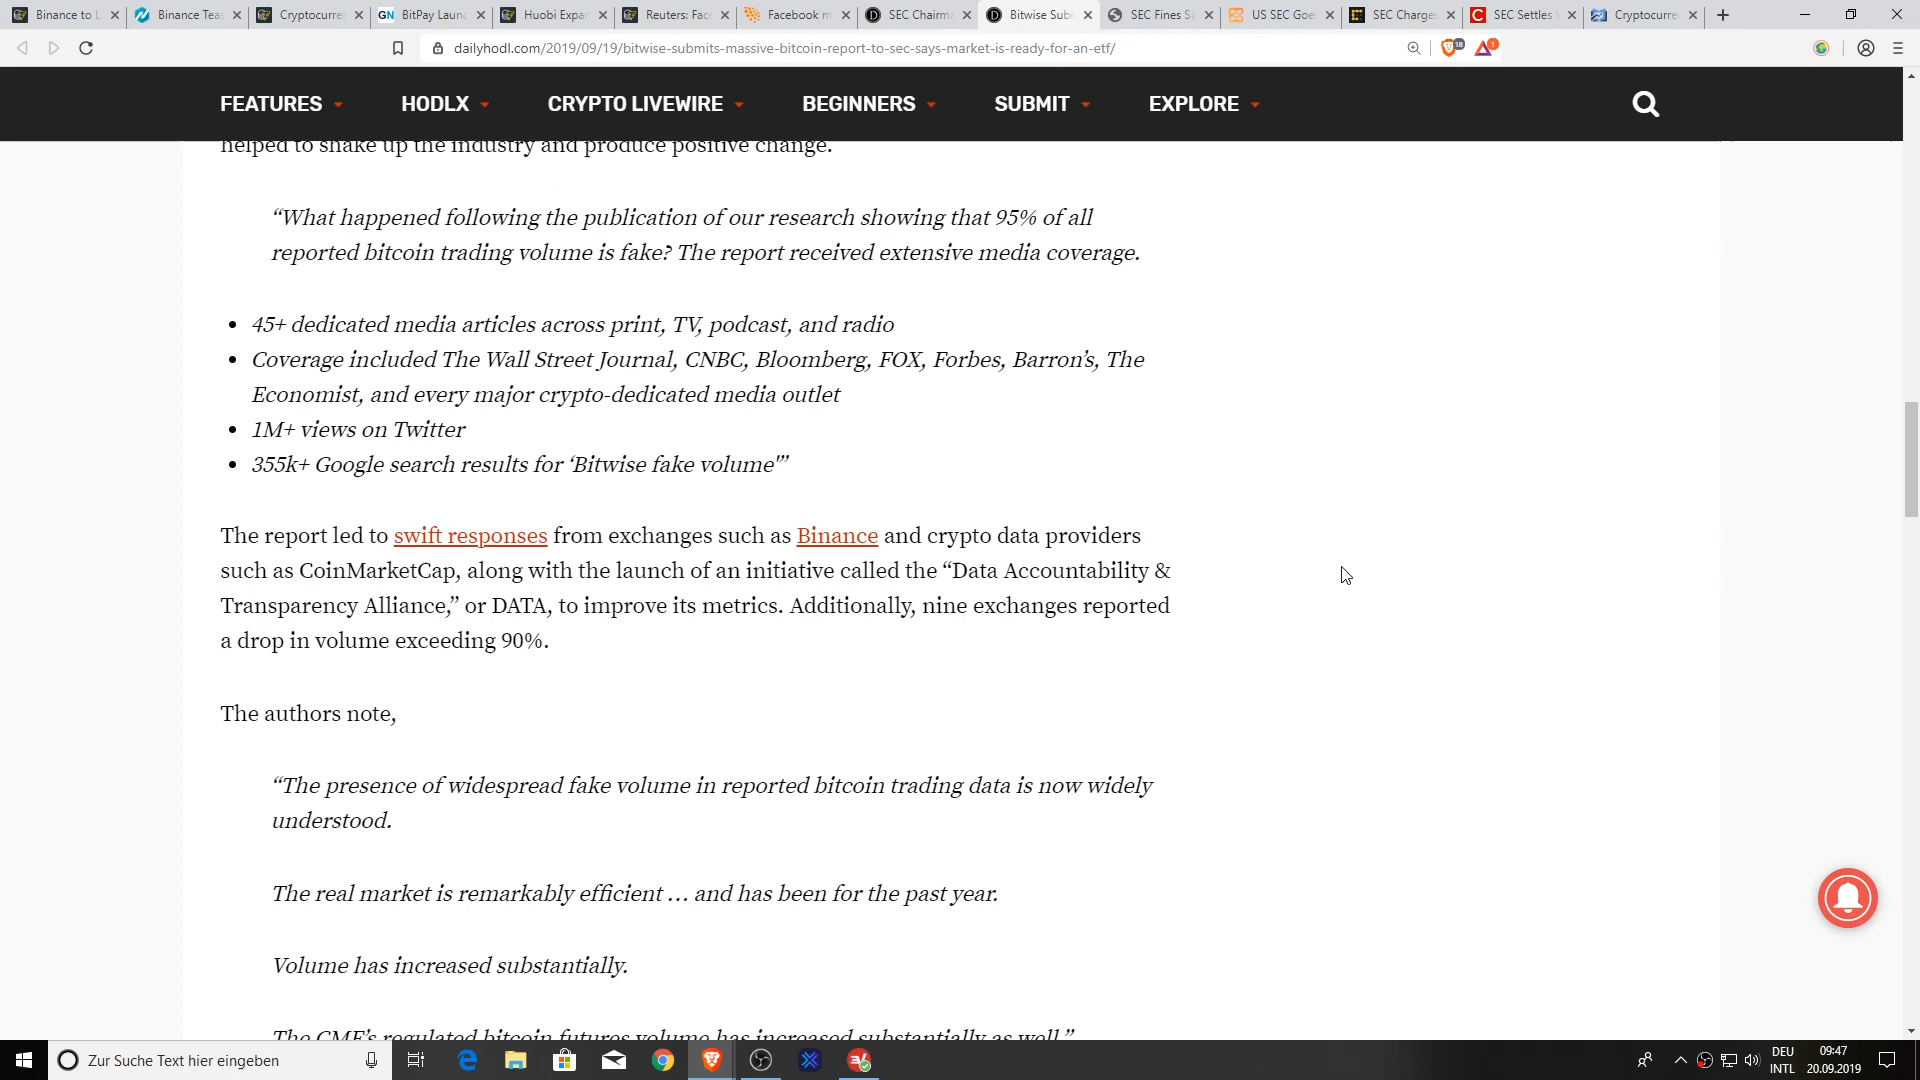 Binance to L
Binance Tea
Cryptocurre
GN BitPay Laun
Huobi Expa
Reuters: Fac
Facebook m
SEC Chairm
Bitwise Sub
SEC Fines Si
US SEC Goe
SEC Charge
SEC Settles
Cryptocurre
dailyhodl.com/2019/09/19/bitwise-submits-massive-bitcoin-report-to-sec-says-market-is-ready-for-an-etf/
18
1
FEATURES HODLX CRYPTO LIVEWIRE BEGINNERS SUBMIT EXPLORE
helped to shake up the industry and produce positive change.
“What happened following the publication of our research showing that 95% of all
reported bitcoin trading volume is fake? The report received extensive media coverage.
• 45+ dedicated media articles across print, TV, podcast, and radio
• Coverage included The Wall Street Journal, CNBC, Bloomberg, FOX, Forbes, Barron’s, The
Economist, and every major crypto-dedicated media outlet
• 1M+ views on Twitter
• 355k+ Google search results for ‘Bitwise fake volume'”
The report led to swift responses from exchanges such as Binance and crypto data providers
such as CoinMarketCap, along with the launch of an initiative called the “Data Accountability &
Transparency Alliance,” or DATA, to improve its metrics. Additionally, nine exchanges reported
a drop in volume exceeding 90%.
The authors note,
“The presence of widespread fake volume in reported bitcoin trading data is now widely
understood.
The real market is remarkably efficient … and has been for the past year.
Volume has increased substantially.
The CME’s regulated bitcoin futures volume has increased substantially as well.”
Zur Suche Text hier eingeben
DEU
INTL
09:47
20.09.2019